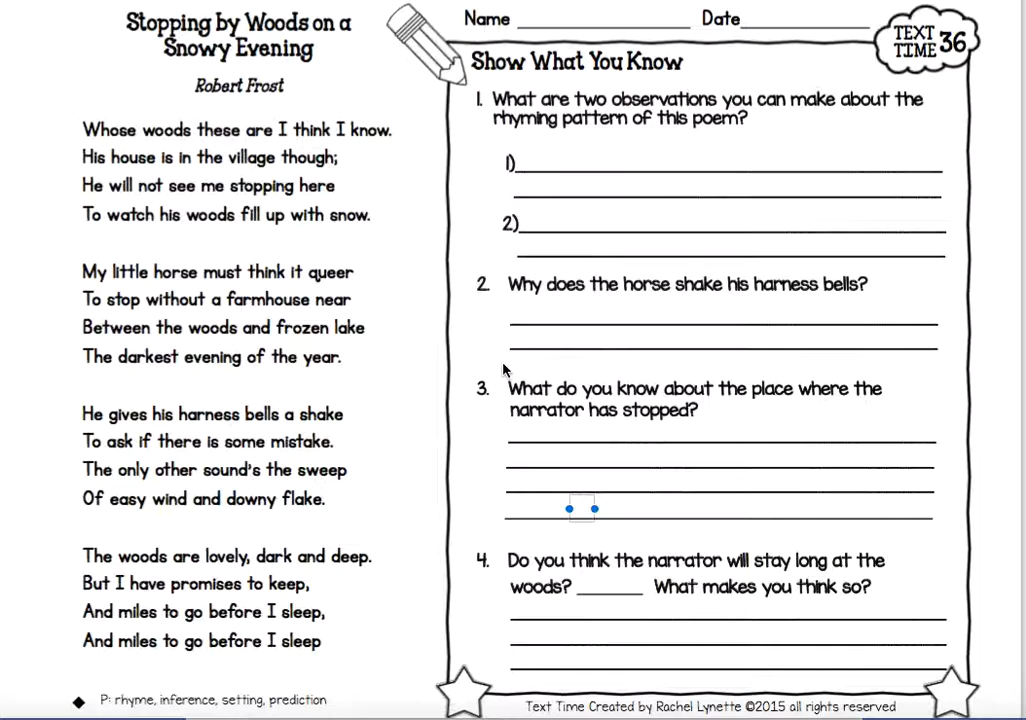 Stopping by Woods on a
Snowy Evening
Robert Frost
Whose woods these are I think I know.
His house is in the village though;
He will not see me stopping here
To watch his woods fill up with snow.
My little horse must think it queer
To stop without a farmhouse near
Between the woods and frozen lake
The darkest evening of the year.
He gives his harness bells a shake
To ask if there is some mistake.
The only other sound's the sweep
Of easy wind and downy flake.
The woods are lovely, dark and deep.
But I have promises to keep,
And miles to go before I sleep,
And miles to go before I sleep
P: rhyme, inference, setting, prediction
Name ____________________ Date_______________
TEXT
TIME 36
Show What You Know
1. What are two observations you can make about the
rhyming pattern of this poem?
1)
2)
2. Why does the horse shake his harness bells?
3. What do you know about the place where the
narrator has stopped?
4. Do you think the narrator will stay long at the
woods? _______ What makes you think so?
Text Time Created by Rachel Lynette ©2015 all rights reserved